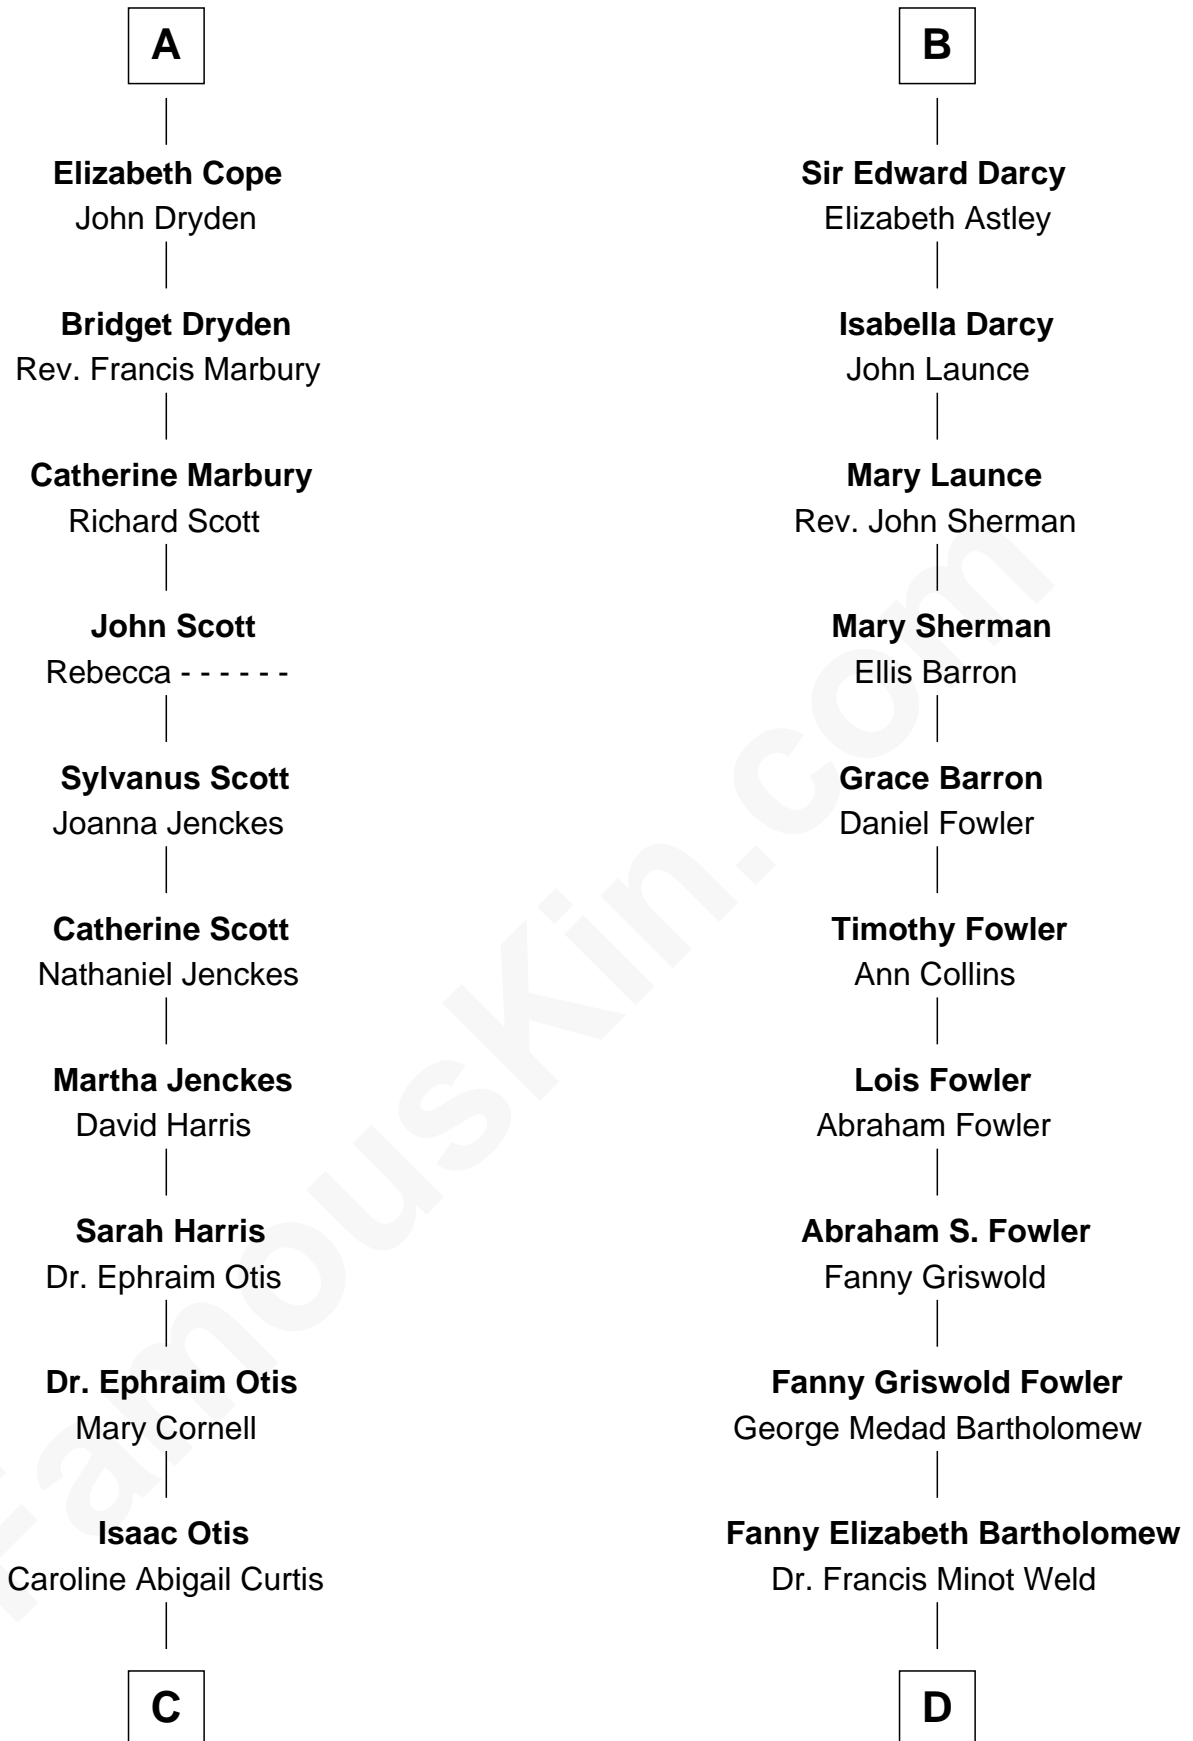 A
Elizabeth Cope
John Dryden
Bridget Dryden
Rev. Francis Marbury
Catherine Marbury
Richard Scott
John Scott
Rebecca - - - - - -
Sylvanus Scott
Joanna Jenckes
Catherine Scott
Nathaniel Jenckes
Martha Jenckes
David Harris
Sarah Harris
Dr. Ephraim Otis
Dr. Ephraim Otis
Mary Cornell
Isaac Otis
Caroline Abigail Curtis
C
B
Sir Edward Darcy
Elizabeth Astley
Isabella Darcy
John Launce
Mary Launce
Rev. John Sherman
Mary Sherman
Ellis Barron
Grace Barron
Daniel Fowler
Timothy Fowler
Ann Collins
Lois Fowler
Abraham Fowler
Abraham S. Fowler
Fanny Griswold
Fanny Griswold Fowler
George Medad Bartholomew
Fanny Elizabeth Bartholomew
Dr. Francis Minot Weld
D
FamousKin.com